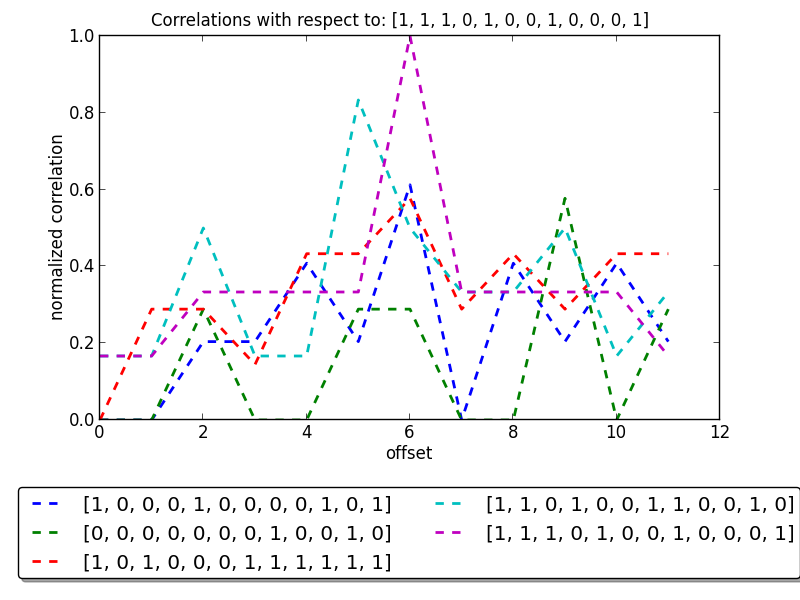 Correlations with respect to: [1, 1, 1, 0, 1, 0, 0, 1, 0, 0, 0, 1]
1.0
0.8
0.6
0.4
0.2
0.0
normalized correlation
0 2 4 6 8 10 12
offset
[1, 0, 0, 0, 1, 0, 0, 0, 0, 1, 0, 1]
[0, 0, 0, 0, 0, 0, 0, 1, 0, 0, 1, 0]
[1, 0, 1, 0, 0, 0, 1, 1, 1, 1, 1, 1]
[1, 1, 0, 1, 0, 0, 1, 1, 0, 0, 1, 0]
[1, 1, 1, 0, 1, 0, 0, 1, 0, 0, 0, 1]